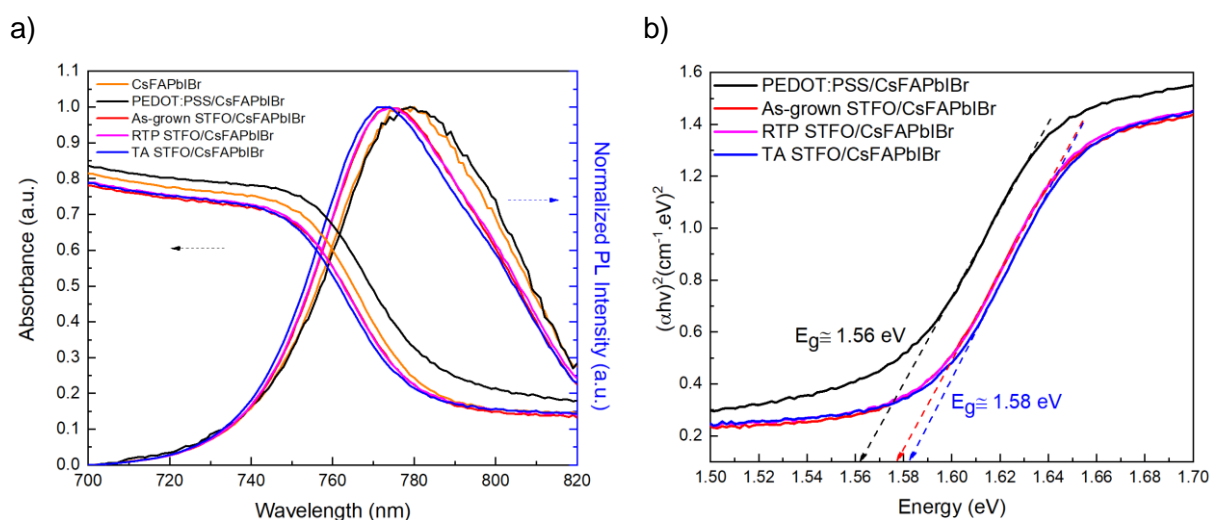 a)
1.1
1.0
0.9
0.8
0.7
0.6
0.5
0.4
0.3
0.2
0.1
0.0
700
720
740
760
780
800
820
Absorbance (a.u.)
Wavelength (nm)
Normalized PL Intensity (a.u.)
CsFAPbIBr
PEDOT:PSS/CsFAPbIBr
As-grown STFO/CsFAPbIBr
RTP STFO/CsFAPbIBr
TA STFO/CsFAPbIBr
b)
1.6
1.4
1.2
1.0
0.8
0.6
0.4
0.2
1.50
1.52
1.54
1.56
1.58
1.60
1.62
1.64
1.66
1.68
1.70
(αhν)²(cm⁻¹.eV)²
Energy (eV)
PEDOT:PSS/CsFAPbIBr
As-grown STFO/CsFAPbIBr
RTP STFO/CsFAPbIBr
TA STFO/CsFAPbIBr
Eg≅ 1.56 eV
Eg≅ 1.58 eV